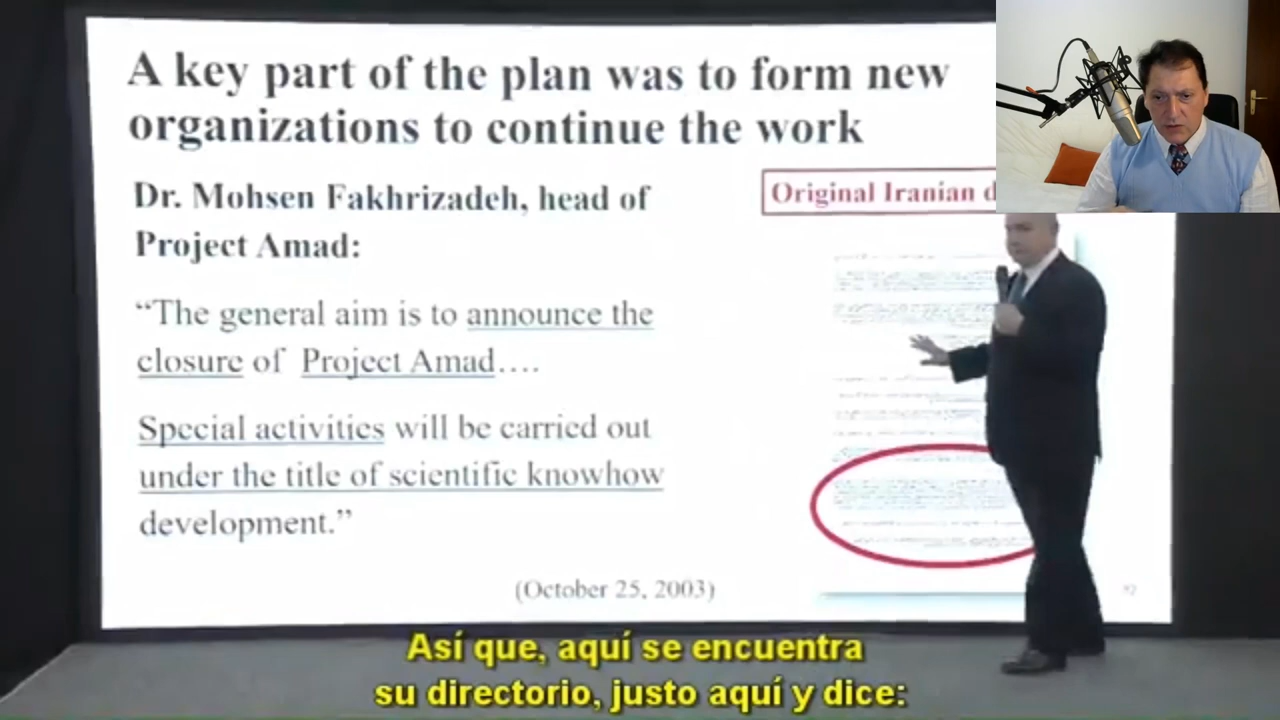 A key part of the plan was to form new
organizations to continue the work
Dr. Mohsen Fakhrizadeh, head of
Project Amad:
Original Iranian
“The general aim is to announce the
closure of Project Amad….
Special activities will be carried out
under the title of scientific knowhow
development.”
(October 25, 2003)
Así que, aquí se encuentra
su directorio, justo aquí y dice: